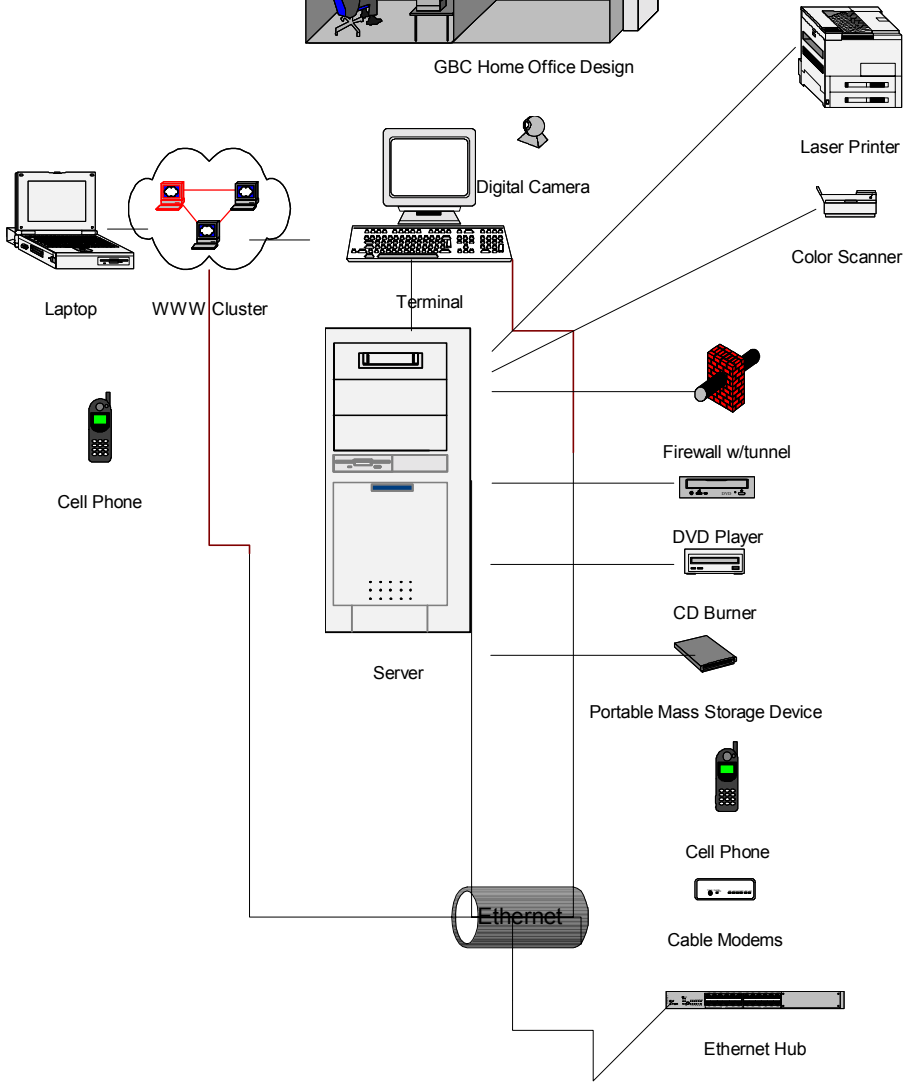 GBC Home Office Design
Laser Printer
Digital Camera
Color Scanner
Laptop
WWW Cluster
Terminal
Firewall w/tunnel
Cell Phone
DVD Player
CD Burner
Server
Portable Mass Storage Device
Cell Phone
Ethernet
Cable Modems
Ethernet Hub